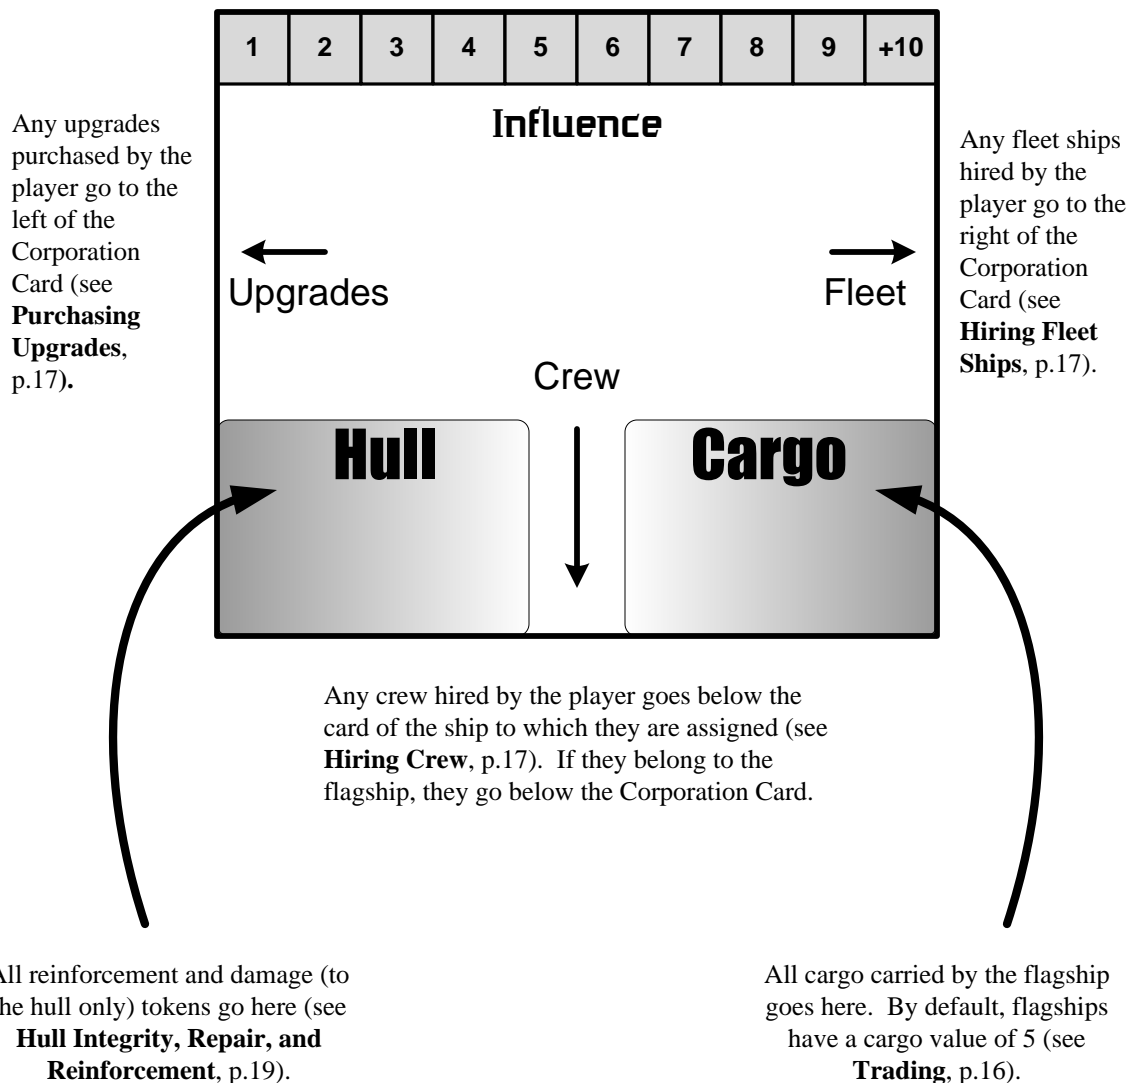 1 2 3 4 5 6 7 8 9 +10
Influence
Any upgrades
purchased by the
player go to the
left of the
Corporation
Card (see
Purchasing
Upgrades,
p.17).
Any fleet ships
hired by the
player go to the
right of the
Corporation
Card (see
Hiring Fleet
Ships, p.17).
Upgrades
Fleet
Crew
Hull
Cargo
Any crew hired by the player goes below the
card of the ship to which they are assigned (see
Hiring Crew, p.17). If they belong to the
flagship, they go below the Corporation Card.
All reinforcement and damage (to
the hull only) tokens go here (see
Hull Integrity, Repair, and
Reinforcement, p.19).
All cargo carried by the flagship
goes here. By default, flagships
have a cargo value of 5 (see
Trading, p.16).